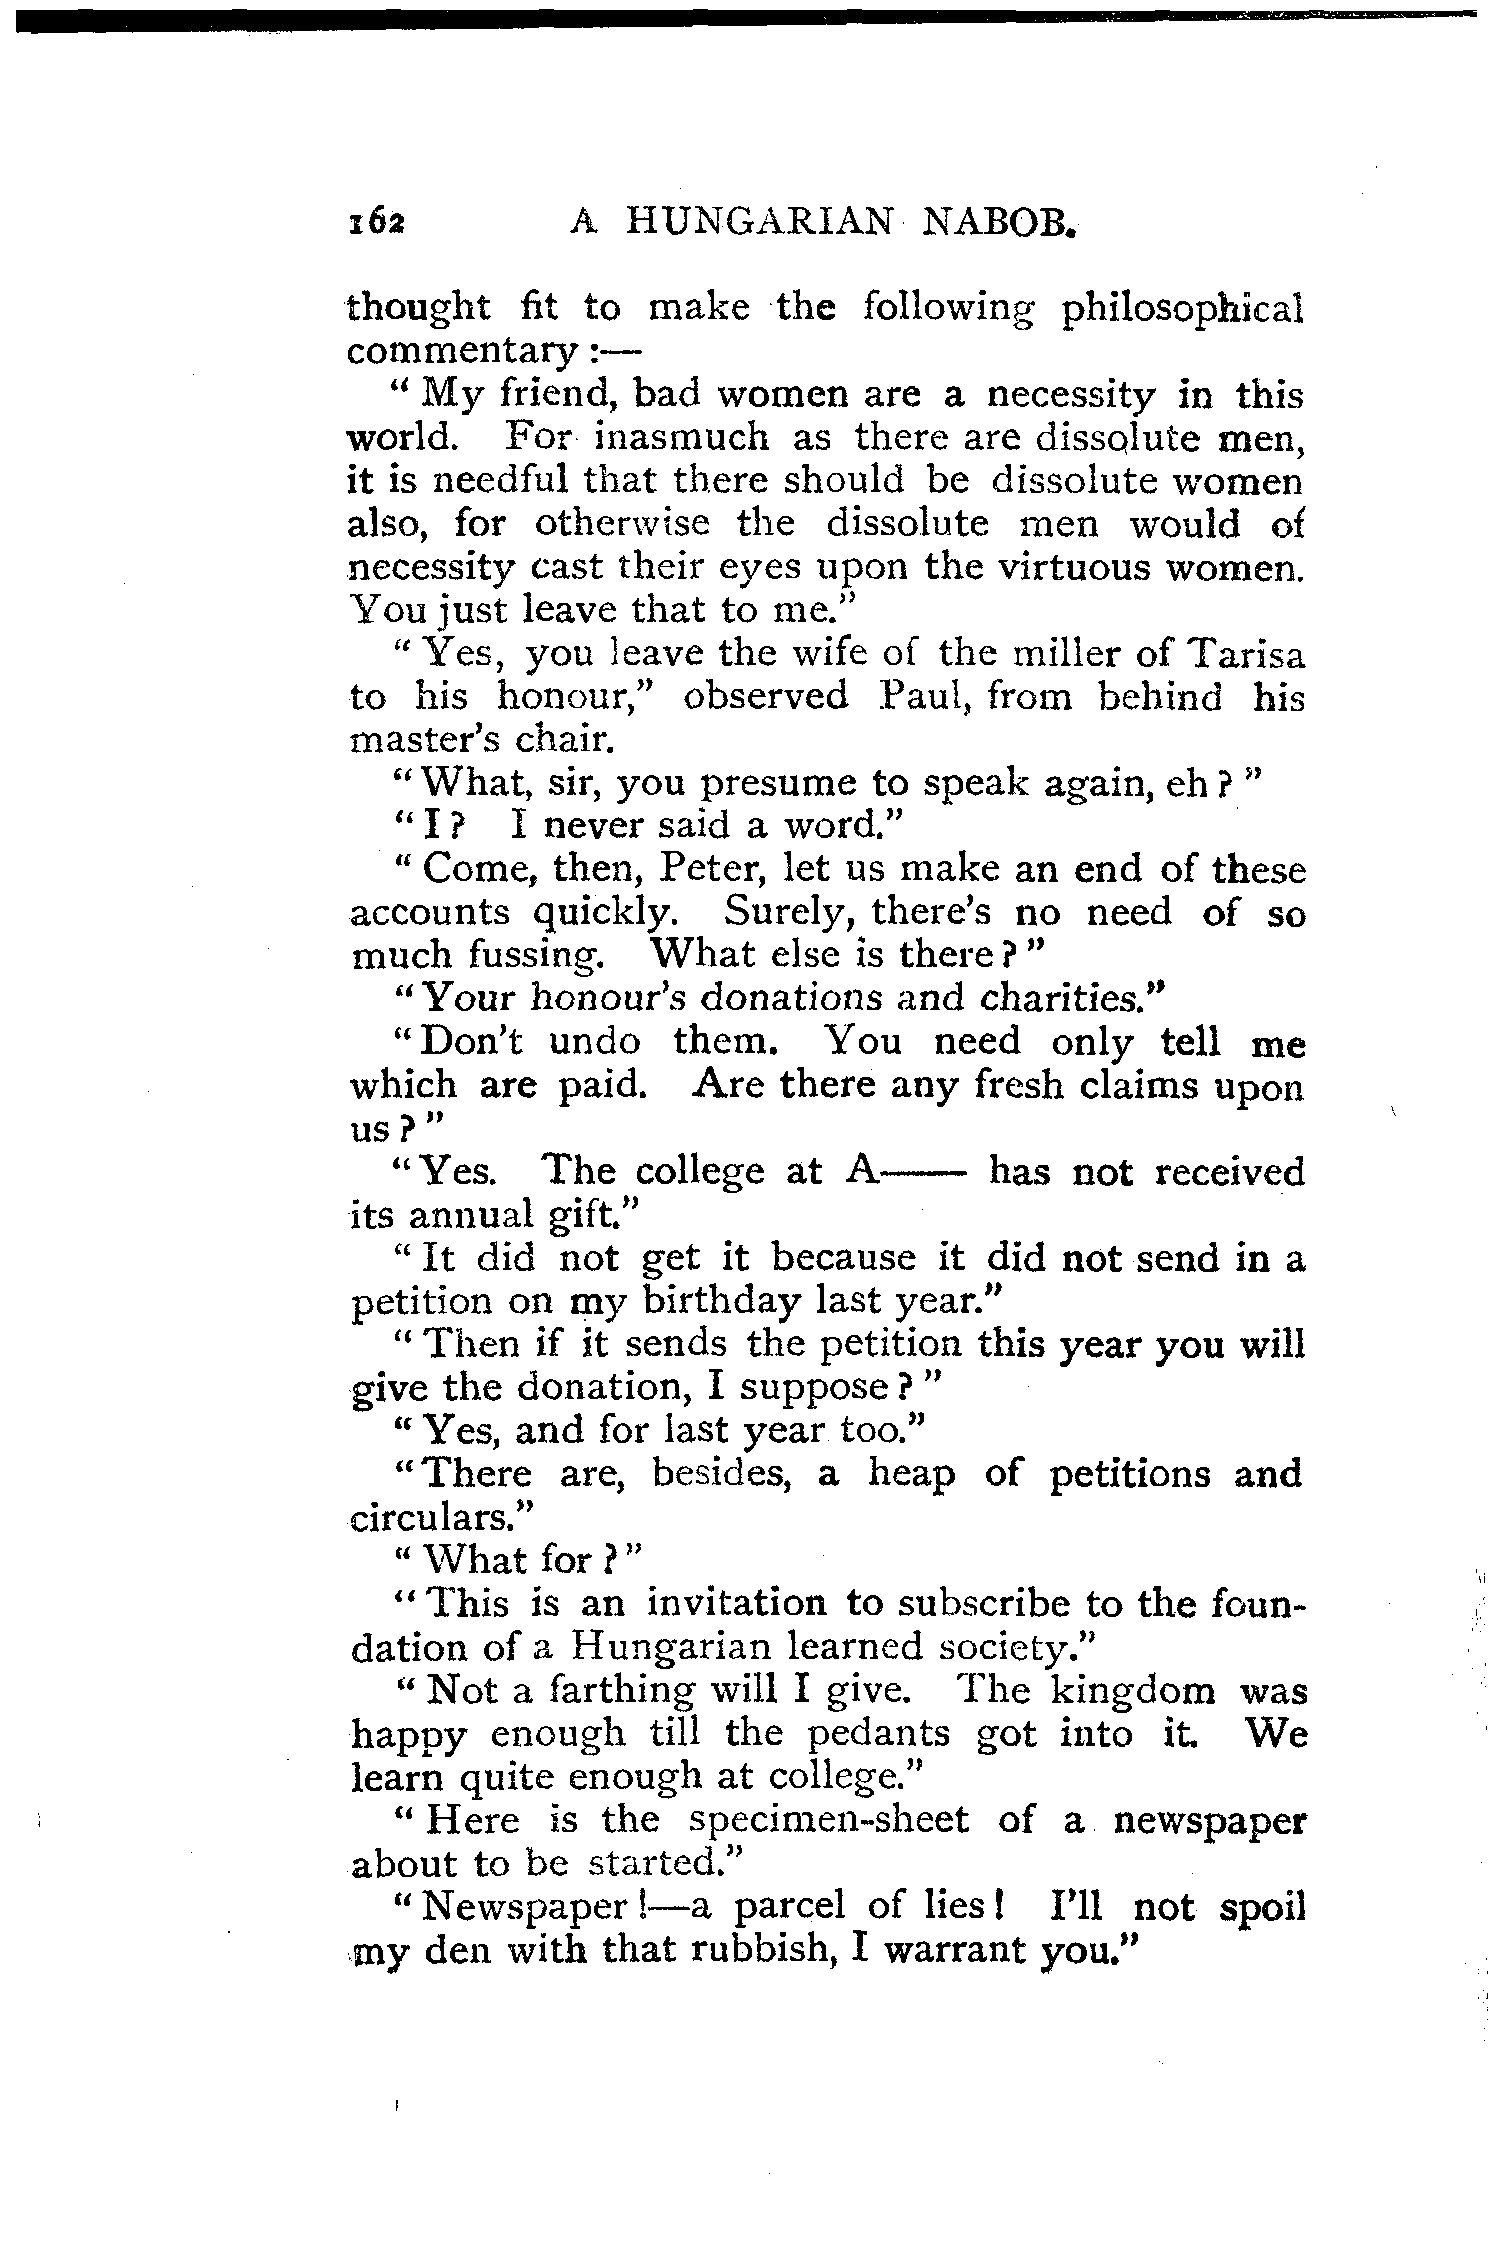 162 A HUNGARIAN NABOB.
thought fit to make the following philosophical
commentary :—
" My friend, bad women are a necessity in this
world. For inasmuch as there are dissolute men,
it is needful that there should be dissolute women
also, for otherwise the dissolute men would of
necessity cast their eyes upon the virtuous women.
You just leave that to me."
" Yes, you leave the wife of the miller of Tarisa
to his honour," observed Paul, from behind his
master's chair.
" What, sir, you presume to speak again, eh ? "
" I ? I never said a word."
" Come, then, Peter, let us make an end of these
accounts quickly. Surely, there's no need of so
much fussing. What else is there ? "
" Your honour's donations and charities."
" Don't undo them. You need only tell me
which are paid. Are there any fresh claims upon
us ? "
" Yes. The college at A—— has not received
its annual gift."
" It did not get it because it did not send in a
petition on my birthday last year."
" Then if it sends the petition this year you will
give the donation, I suppose ? "
" Yes, and for last year too."
" There are, besides, a heap of petitions and
circulars."
" What for ? "
" This is an invitation to subscribe to the foun-
dation of a Hungarian learned society."
" Not a farthing will I give. The kingdom was
happy enough till the pedants got into it. We
learn quite enough at college."
" Here is the specimen-sheet of a newspaper
about to be started."
" Newspaper !—a parcel of lies ! I'll not spoil
my den with that rubbish, I warrant you."